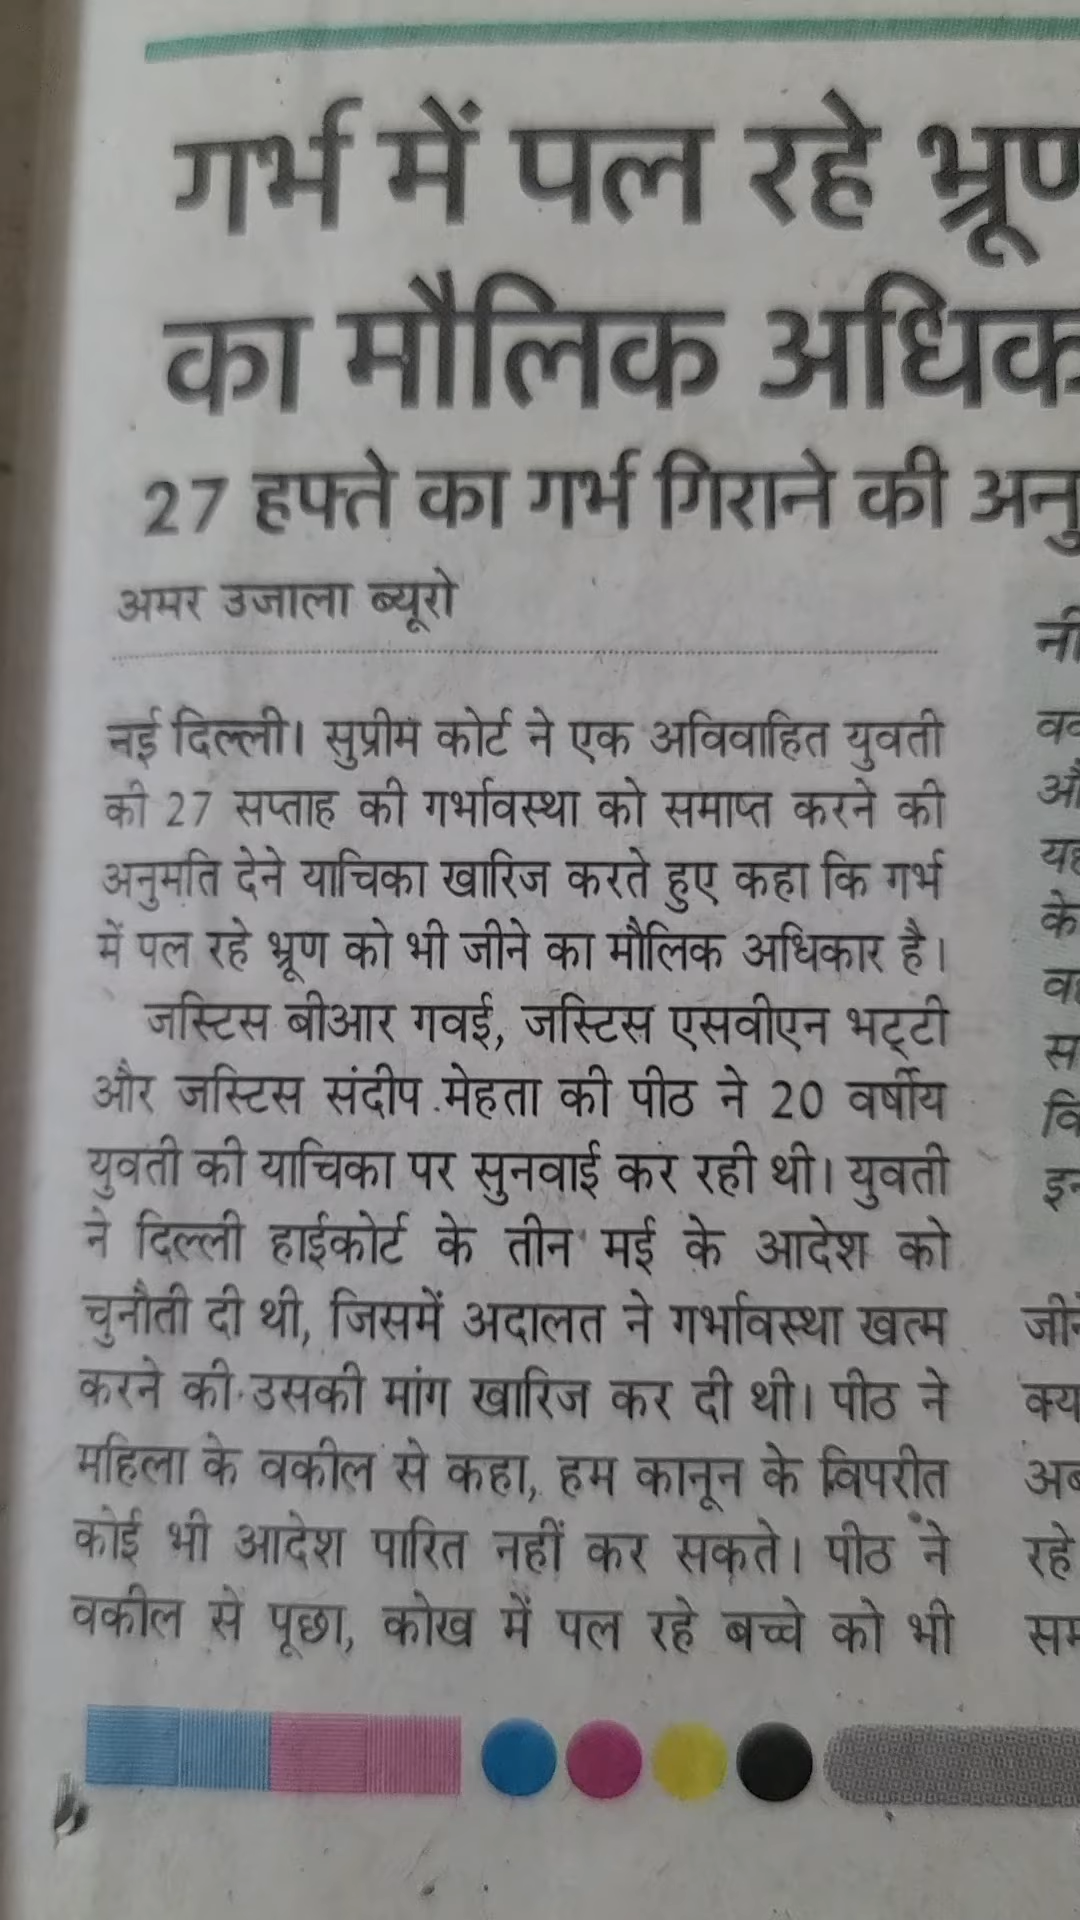 गर्भ में पल रहे भ्रूण
का मौलिक
27 हफ्ते का गर्भ गिराने की
अमर उजाला ब्यूरो
नई दिल्ली। सुप्रीम कोर्ट ने एक अविवाहित युवती
की 27 सप्ताह की गर्भावस्था को समाप्त करने की
अनुमति देने याचिका खारिज करते हुए कहा कि गर्भ
में पल रहे भ्रूण को भी जीने का मौलिक अधिकार है।
जस्टिस बीआर गवई, जस्टिस एसवीएन भट्टी
और जस्टिस संदीप मेहता की पीठ ने 20 वर्षीय
युवती की याचिका पर सुनवाई कर रही थी। युवती
ने दिल्ली हाईकोर्ट के तीन मई के आदेश को
चुनौती दी थी, जिसमें अदालत ने गर्भावस्था खत्म
करने की उसकी मांग खारिज कर दी थी। पीठ ने
महिला के वकील से कहा, हम कानून के विपरीत
कोई भी आदेश पारित नहीं कर सकते। पीठ ने
वकील से पूछा, कोख में पल रहे बच्चे को भी
के
रहे